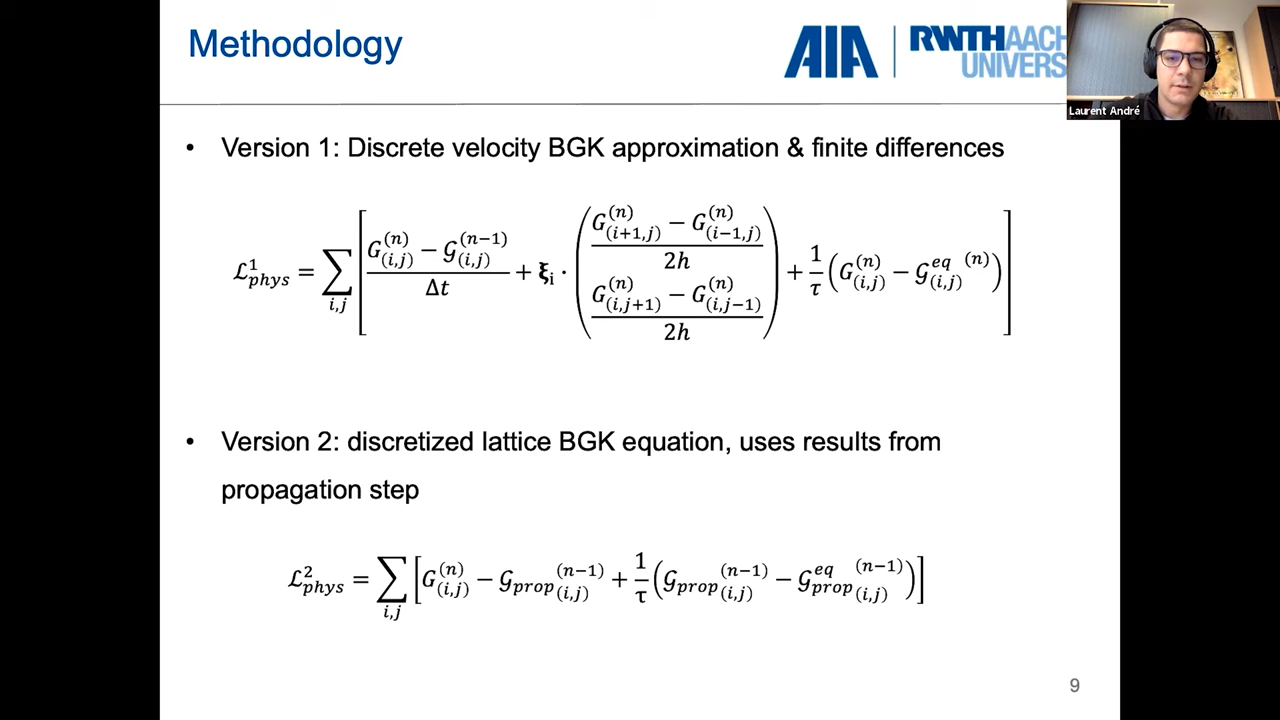 Methodology
AIA
RWTHAACH
UNIVERS
Laurent André
• Version 1: Discrete velocity BGK approximation & finite differences
ℒ¹_phys = ∑_{i,j} [ (G^{(n)}_{(i,j)} − 𝒢^{(n−1)}_{(i,j)}) / Δt + ξ_i · ( (G^{(n)}_{(i+1,j)} − G^{(n)}_{(i−1,j)}) / 2h ; (G^{(n)}_{(i,j+1)} − G^{(n)}_{(i,j−1)}) / 2h ) + 1/τ (G^{(n)}_{(i,j)} − 𝒢^{eq (n)}_{(i,j)}) ]
• Version 2: discretized lattice BGK equation, uses results from
propagation step
ℒ²_phys = ∑_{i,j} [ G^{(n)}_{(i,j)} − 𝒢_{prop}^{(n−1)}_{(i,j)} + 1/τ (𝒢_{prop}^{(n−1)}_{(i,j)} − 𝒢^{eq}_{prop}^{(n−1)}_{(i,j)}) ]
9